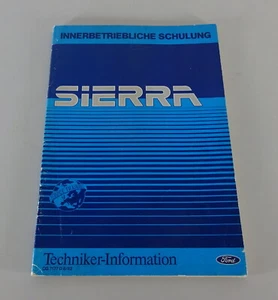 INNERBETRIEBLICHE SCHULUNG
SIERRA
Techniker-Information
Ford